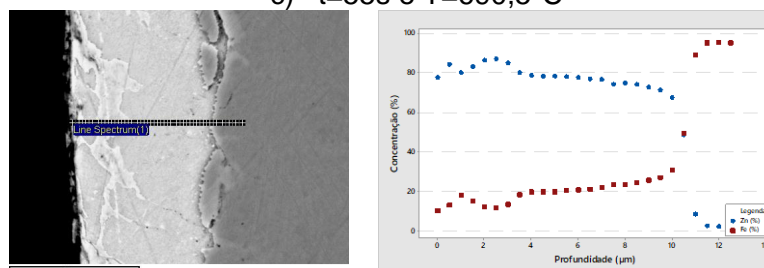 Line Spectrum(1)
Concentração (%)
100
80
60
40
20
0
0
2
4
6
8
10
12
Profundidade (µm)
Legenda
Zn (%)
Fe (%)